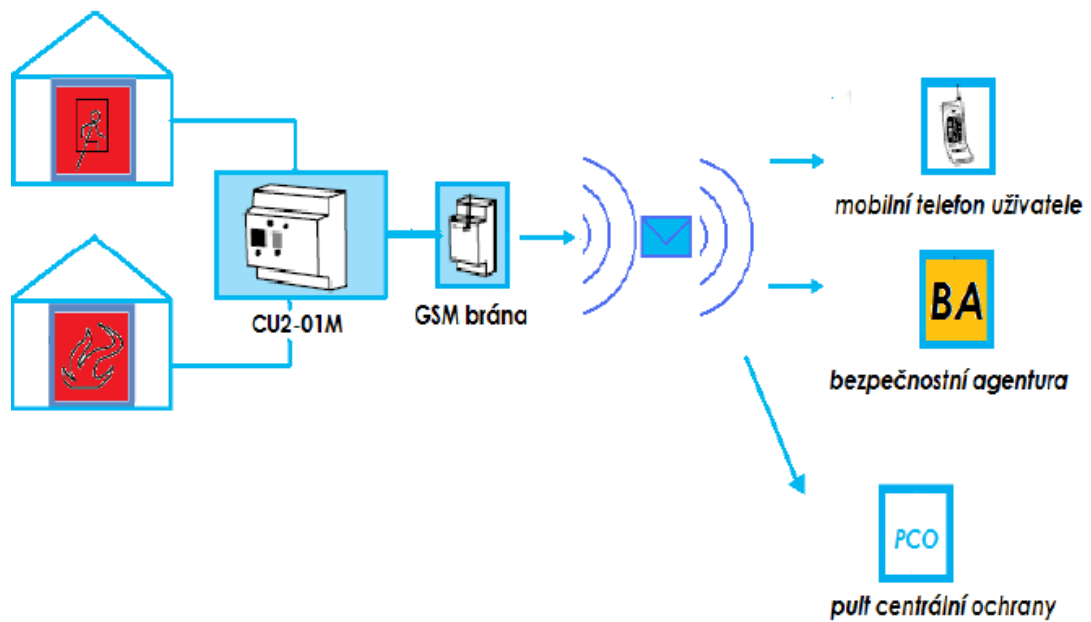 mobilní telefon uživatele
BA
CU2-01M
GSM brána
bezpečnostní agentura
PCO
pult centrální ochrany